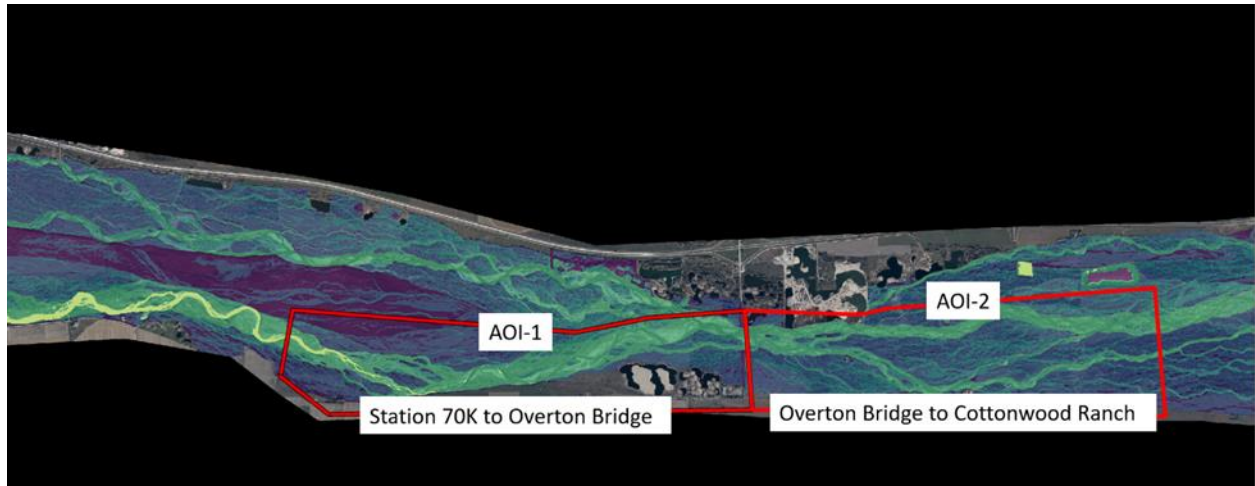 AOI-1
AOI-2
Station 70K to Overton Bridge
Overton Bridge to Cottonwood Ranch